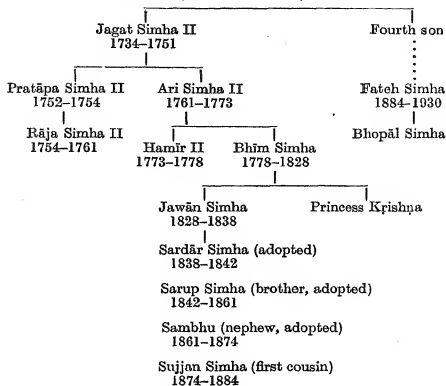 Jagat Simha II Fourth son
1734–1751
Pratāpa Simha II Ari Simha II Fateh Simha
1752–1754 1761–1773 1884–1930
Rāja Simha II Hamīr II Bhīm Simha Bhopāl Simha
1754–1761 1773–1778 1778–1828
Jawān Simha Princess Kṛishṇa
1828–1838
Sardār Simha (adopted)
1838–1842
Sarup Simha (brother, adopted)
1842–1861
Sambhu (nephew, adopted)
1861–1874
Sujjan Simha (first cousin)
1874–1884